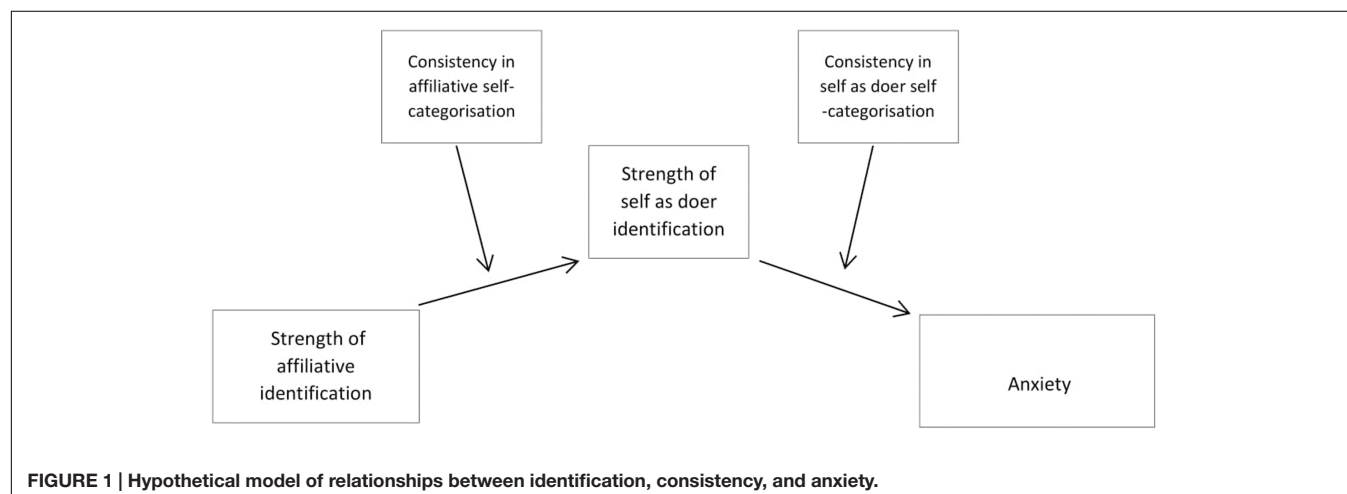 Consistency in
affiliative self-
categorisation
Consistency in
self as doer self
-categorisation
Strength of
self as doer
identification
Strength of
affiliative
identification
Anxiety
FIGURE 1 | Hypothetical model of relationships between identification, consistency, and anxiety.